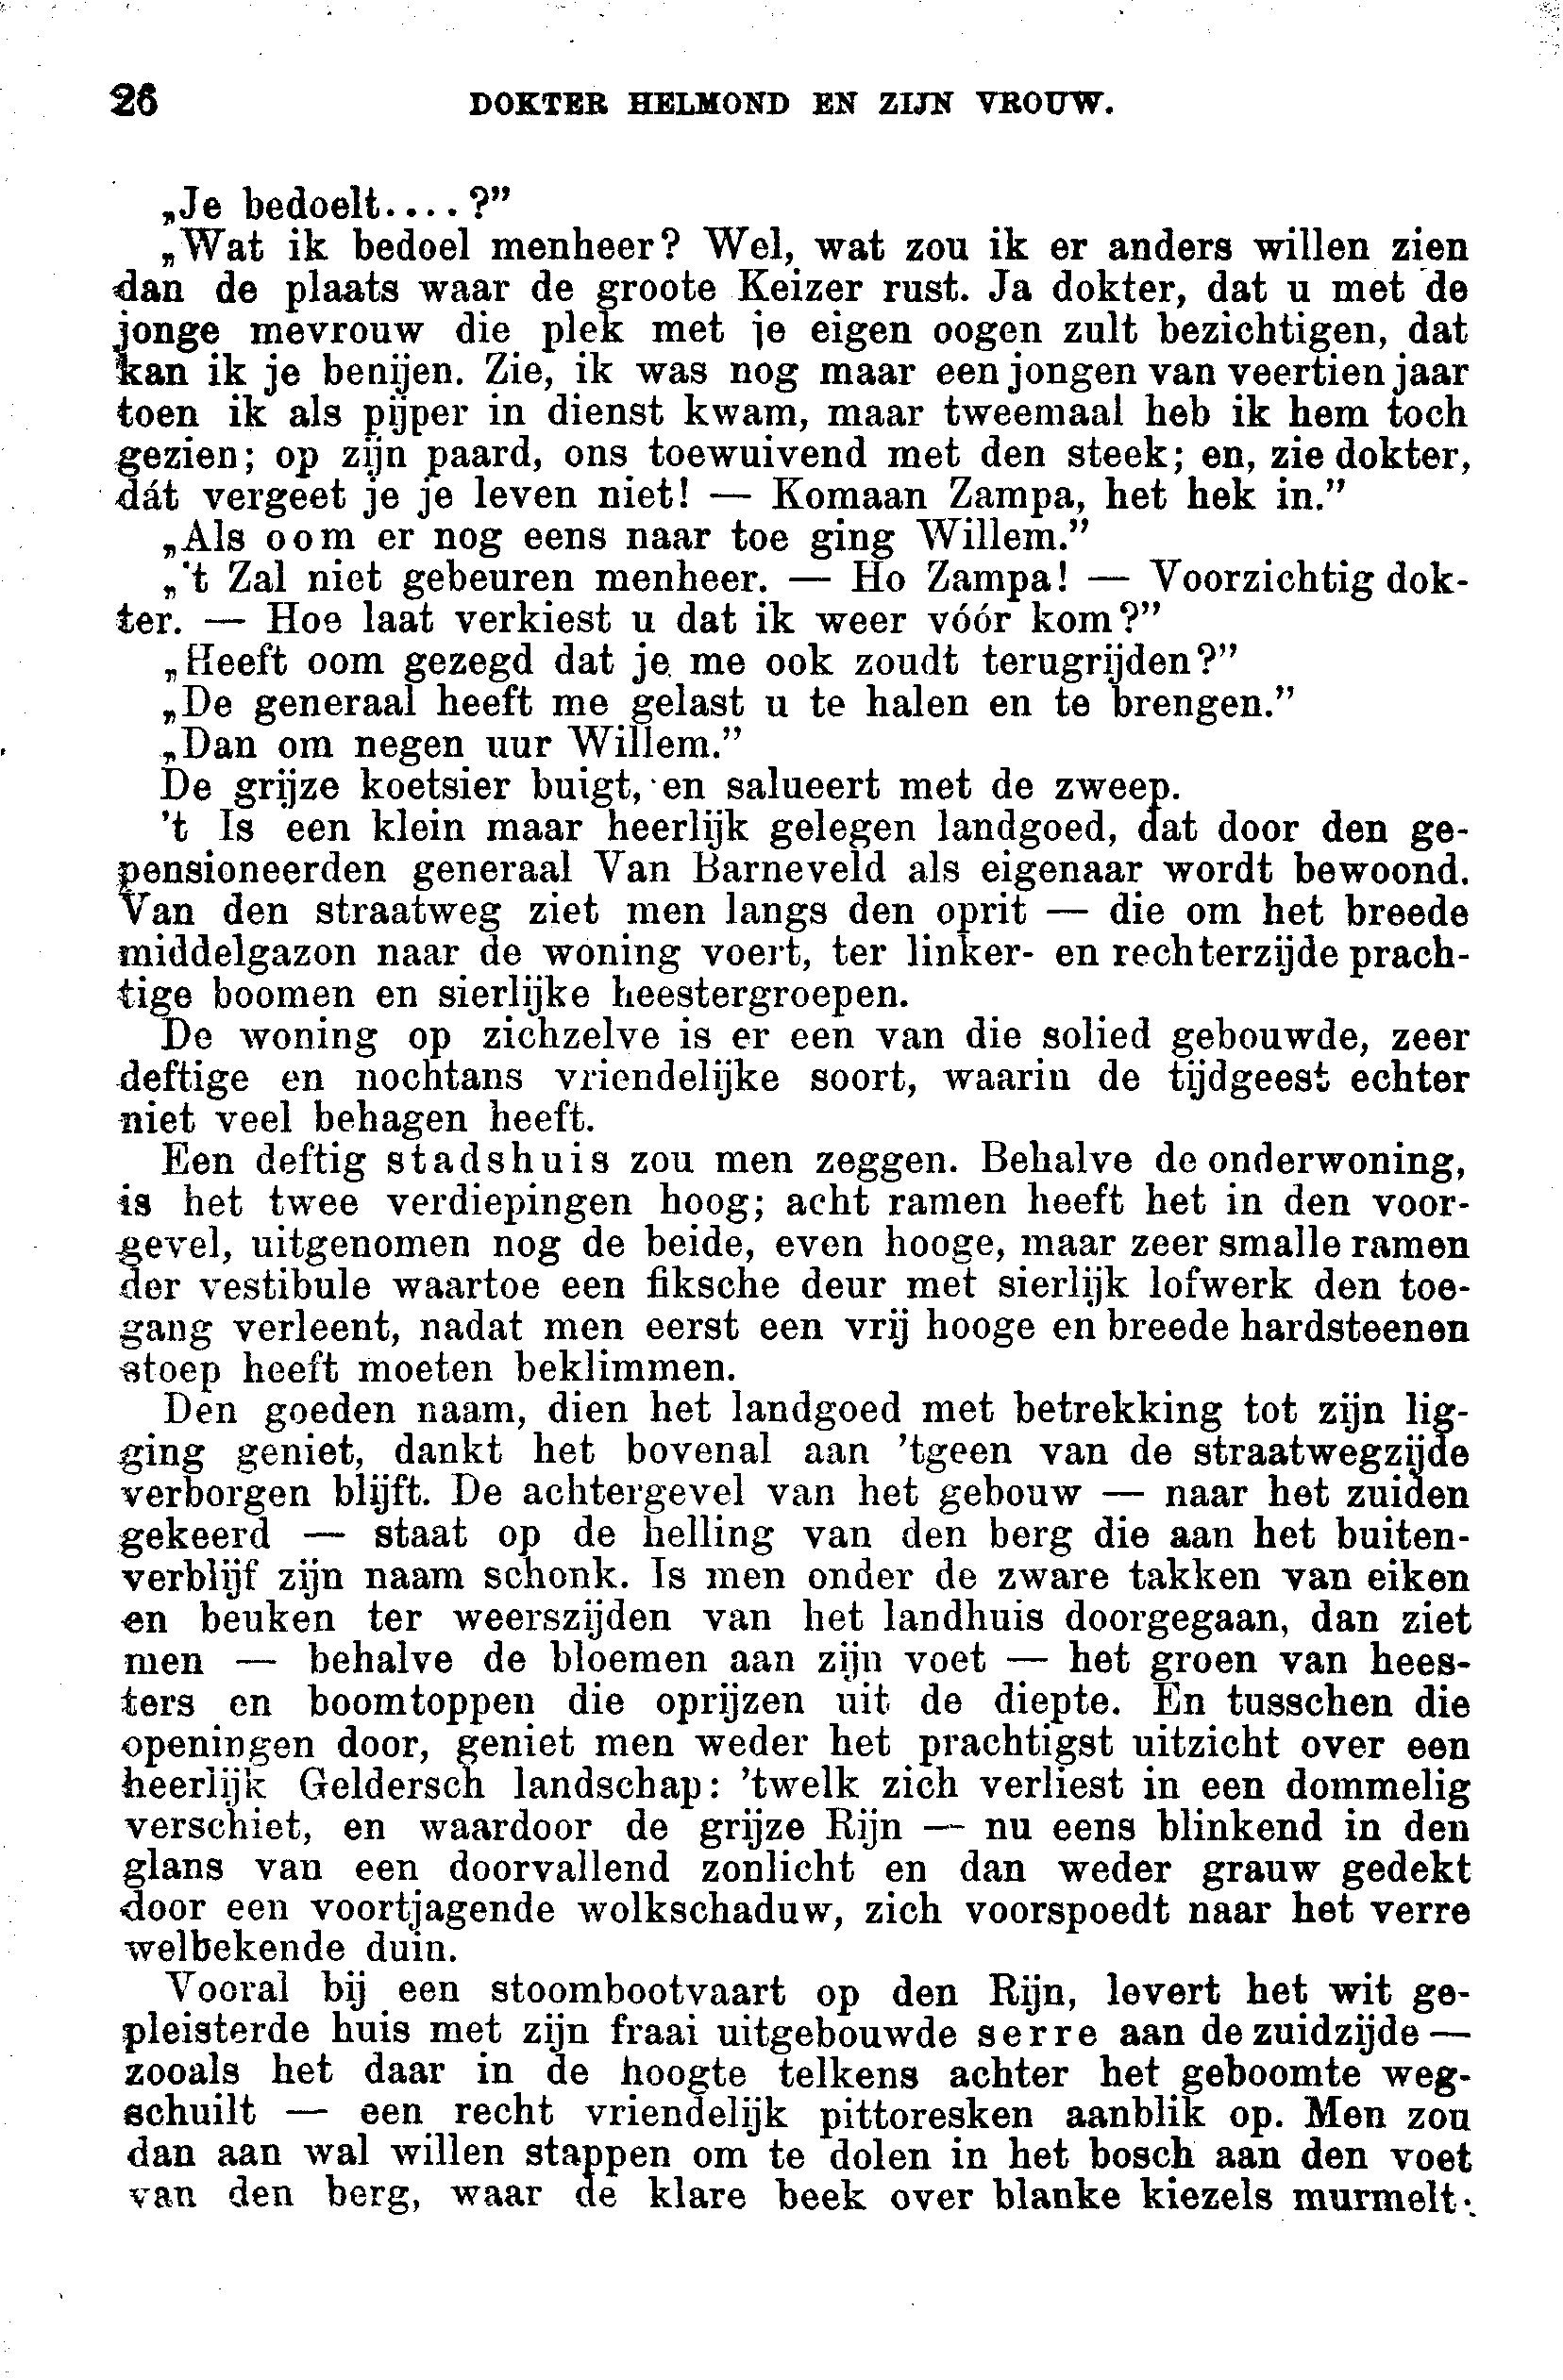 26 DOKTER HELMOND EN ZIJN VROUW.
„Je bedoelt....?”
„Wat ik bedoel menheer? Wel, wat zou ik er anders willen zien
dan de plaats waar de groote Keizer rust. Ja dokter, dat u met de
jonge mevrouw die plek met je eigen oogen zult bezichtigen, dat
kan ik je benijen. Zie, ik was nog maar een jongen van veertien jaar
toen ik als pijper in dienst kwam, maar tweemaal heb ik hem toch
gezien; op zijn paard, ons toewuivend met den steek; en, zie dokter,
dát vergeet je je leven niet! — Komaan Zampa, het hek in.”
„Als oom er nog eens naar toe ging Willem.”
„'t Zal niet gebeuren menheer. — Ho Zampa! — Voorzichtig dok-
ter. — Hoe laat verkiest u dat ik weer vóór kom?”
„Heeft oom gezegd dat je me ook zoudt terugrijden?”
„De generaal heeft me gelast u te halen en te brengen.”
„Dan om negen uur Willem.”
De grijze koetsier buigt, en salueert met de zweep.
't Is een klein maar heerlijk gelegen landgoed, dat door den ge-
pensioneerden generaal Van Barneveld als eigenaar wordt bewoond.
Van den straatweg ziet men langs den oprit — die om het breede
middelgazon naar de woning voert, ter linker- en rechterzijde prach-
tige boomen en sierlijke heestergroepen.
De woning op zichzelve is er een van die solied gebouwde, zeer
deftige en nochtans vriendelijke soort, waarin de tijdgeest echter
niet veel behagen heeft.
Een deftig stadshuis zou men zeggen. Behalve de onderwoning,
is het twee verdiepingen hoog; acht ramen heeft het in den voor-
gevel, uitgenomen nog de beide, even hooge, maar zeer smalle ramen
der vestibule waartoe een fiksche deur met sierlijk lofwerk den toe-
gang verleent, nadat men eerst een vrij hooge en breede hardsteenen
stoep heeft moeten beklimmen.
Den goeden naam, dien het landgoed met betrekking tot zijn lig-
ging geniet, dankt het bovenal aan 'tgeen van de straatwegzijde
verborgen blijft. De achtergevel van het gebouw — naar het zuiden
gekeerd — staat op de helling van den berg die aan het buiten-
verblijf zijn naam schonk. Is men onder de zware takken van eiken
en beuken ter weerszijden van het landhuis doorgegaan, dan ziet
men — behalve de bloemen aan zijn voet — het groen van hees-
ters en boomtoppen die oprijzen uit de diepte. En tusschen die
openingen door, geniet men weder het prachtigst uitzicht over een
heerlijk Geldersch landschap: 'twelk zich verliest in een dommelig
verschiet, en waardoor de grijze Rijn — nu eens blinkend in den
glans van een doorvallend zonlicht en dan weder grauw gedekt
door een voortjagende wolkschaduw, zich voorspoedt naar het verre
welbekende duin.
Vooral bij een stoombootvaart op den Rijn, levert het wit ge-
pleisterde huis met zijn fraai uitgebouwde serre aan de zuidzijde —
zooals het daar in de hoogte telkens achter het geboomte weg-
schuilt — een recht vriendelijk pittoresken aanblik op. Men zou
dan aan wal willen stappen om te dolen in het bosch aan den voet
van den berg, waar de klare beek over blanke kiezels murmelt.